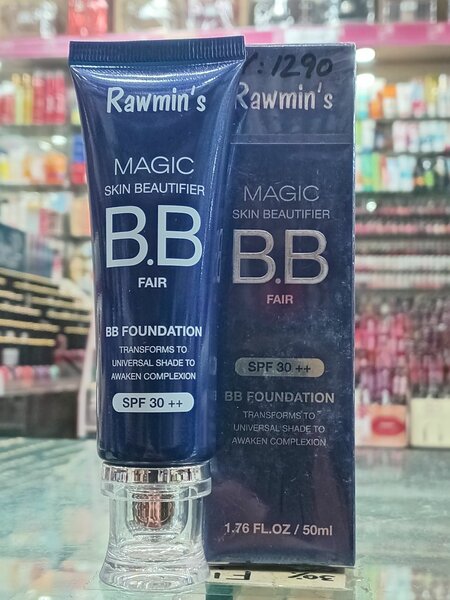 Rawmin's
MAGIC
SKIN BEAUTIFIER
B.B
FAIR
BB FOUNDATION
TRANSFORMS TO
UNIVERSAL SHADE TO
AWAKEN COMPLEXION
SPF 30 ++
: 1290
Rawmin's
MAGIC
SKIN BEAUTIFIER
B.B
FAIR
SPF 30 ++
BB FOUNDATION
TRANSFORMS TO
UNIVERSAL SHADE TO
AWAKEN COMPLEXION
1.76 FL.OZ / 50ml
30%